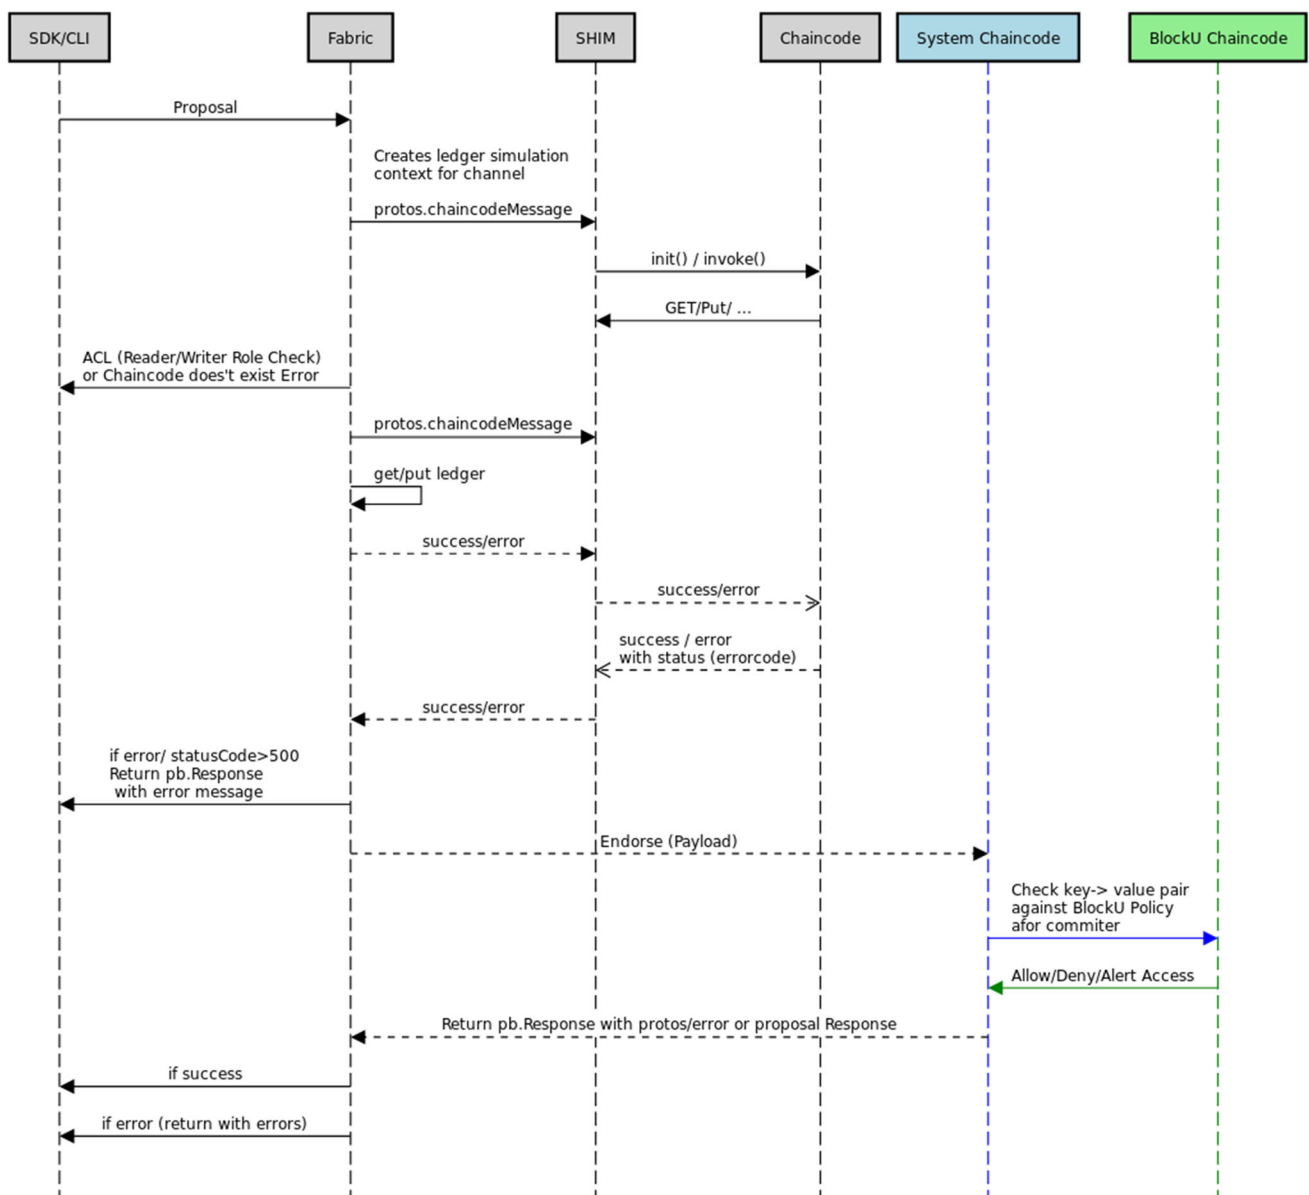 SDK/CLI
Fabric
SHIM
Chaincode
System Chaincode
BlockU Chaincode
Proposal
Creates ledger simulation
context for channel
protos.chaincodeMessage
init() / invoke()
GET/Put/ ...
ACL (Reader/Writer Role Check)
or Chaincode does't exist Error
protos.chaincodeMessage
get/put ledger
success/error
success/error
success / error
with status (errorcode)
success/error
if error/ statusCode>500
Return pb.Response
with error message
Endorse (Payload)
Check key-> value pair
against BlockU Policy
afor commiter
Allow/Deny/Alert Access
Return pb.Response with protos/error or proposal Response
if success
if error (return with errors)